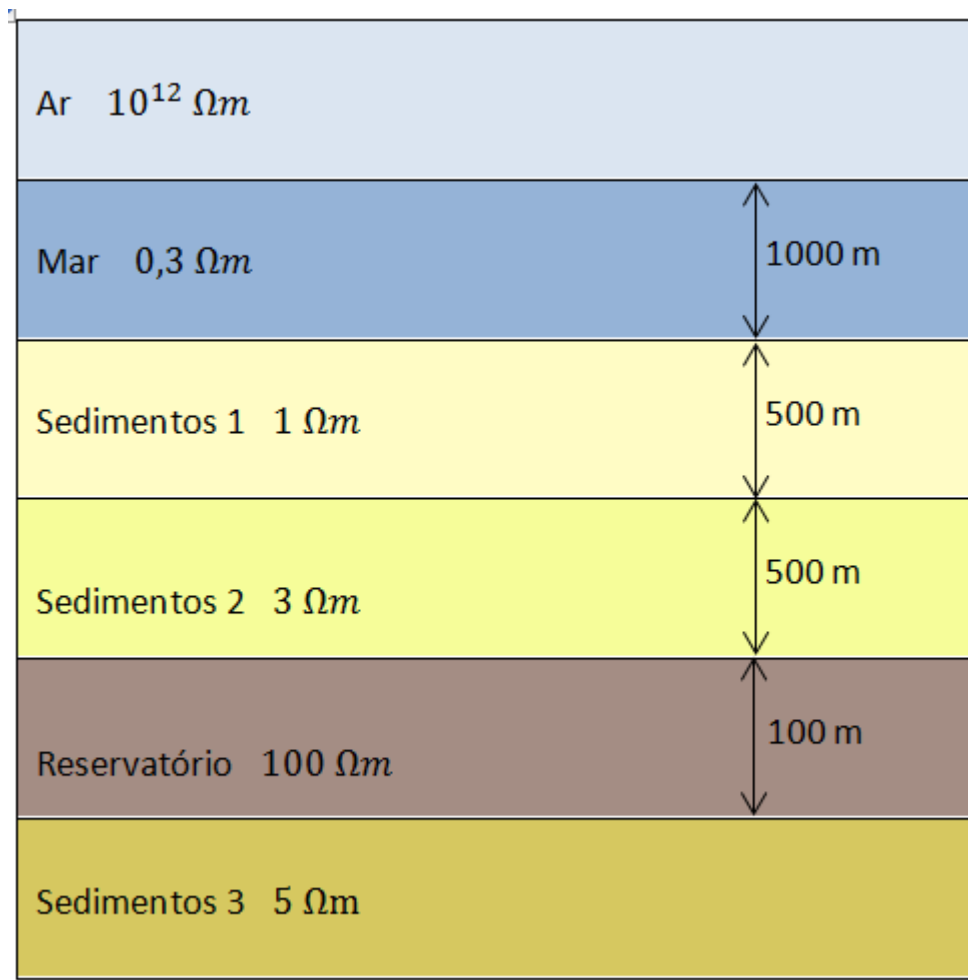 Ar 10¹² Ωm
Mar 0,3 Ωm
1000 m
Sedimentos 1 1 Ωm
500 m
Sedimentos 2 3 Ωm
500 m
Reservatório 100 Ωm
100 m
Sedimentos 3 5 Ωm